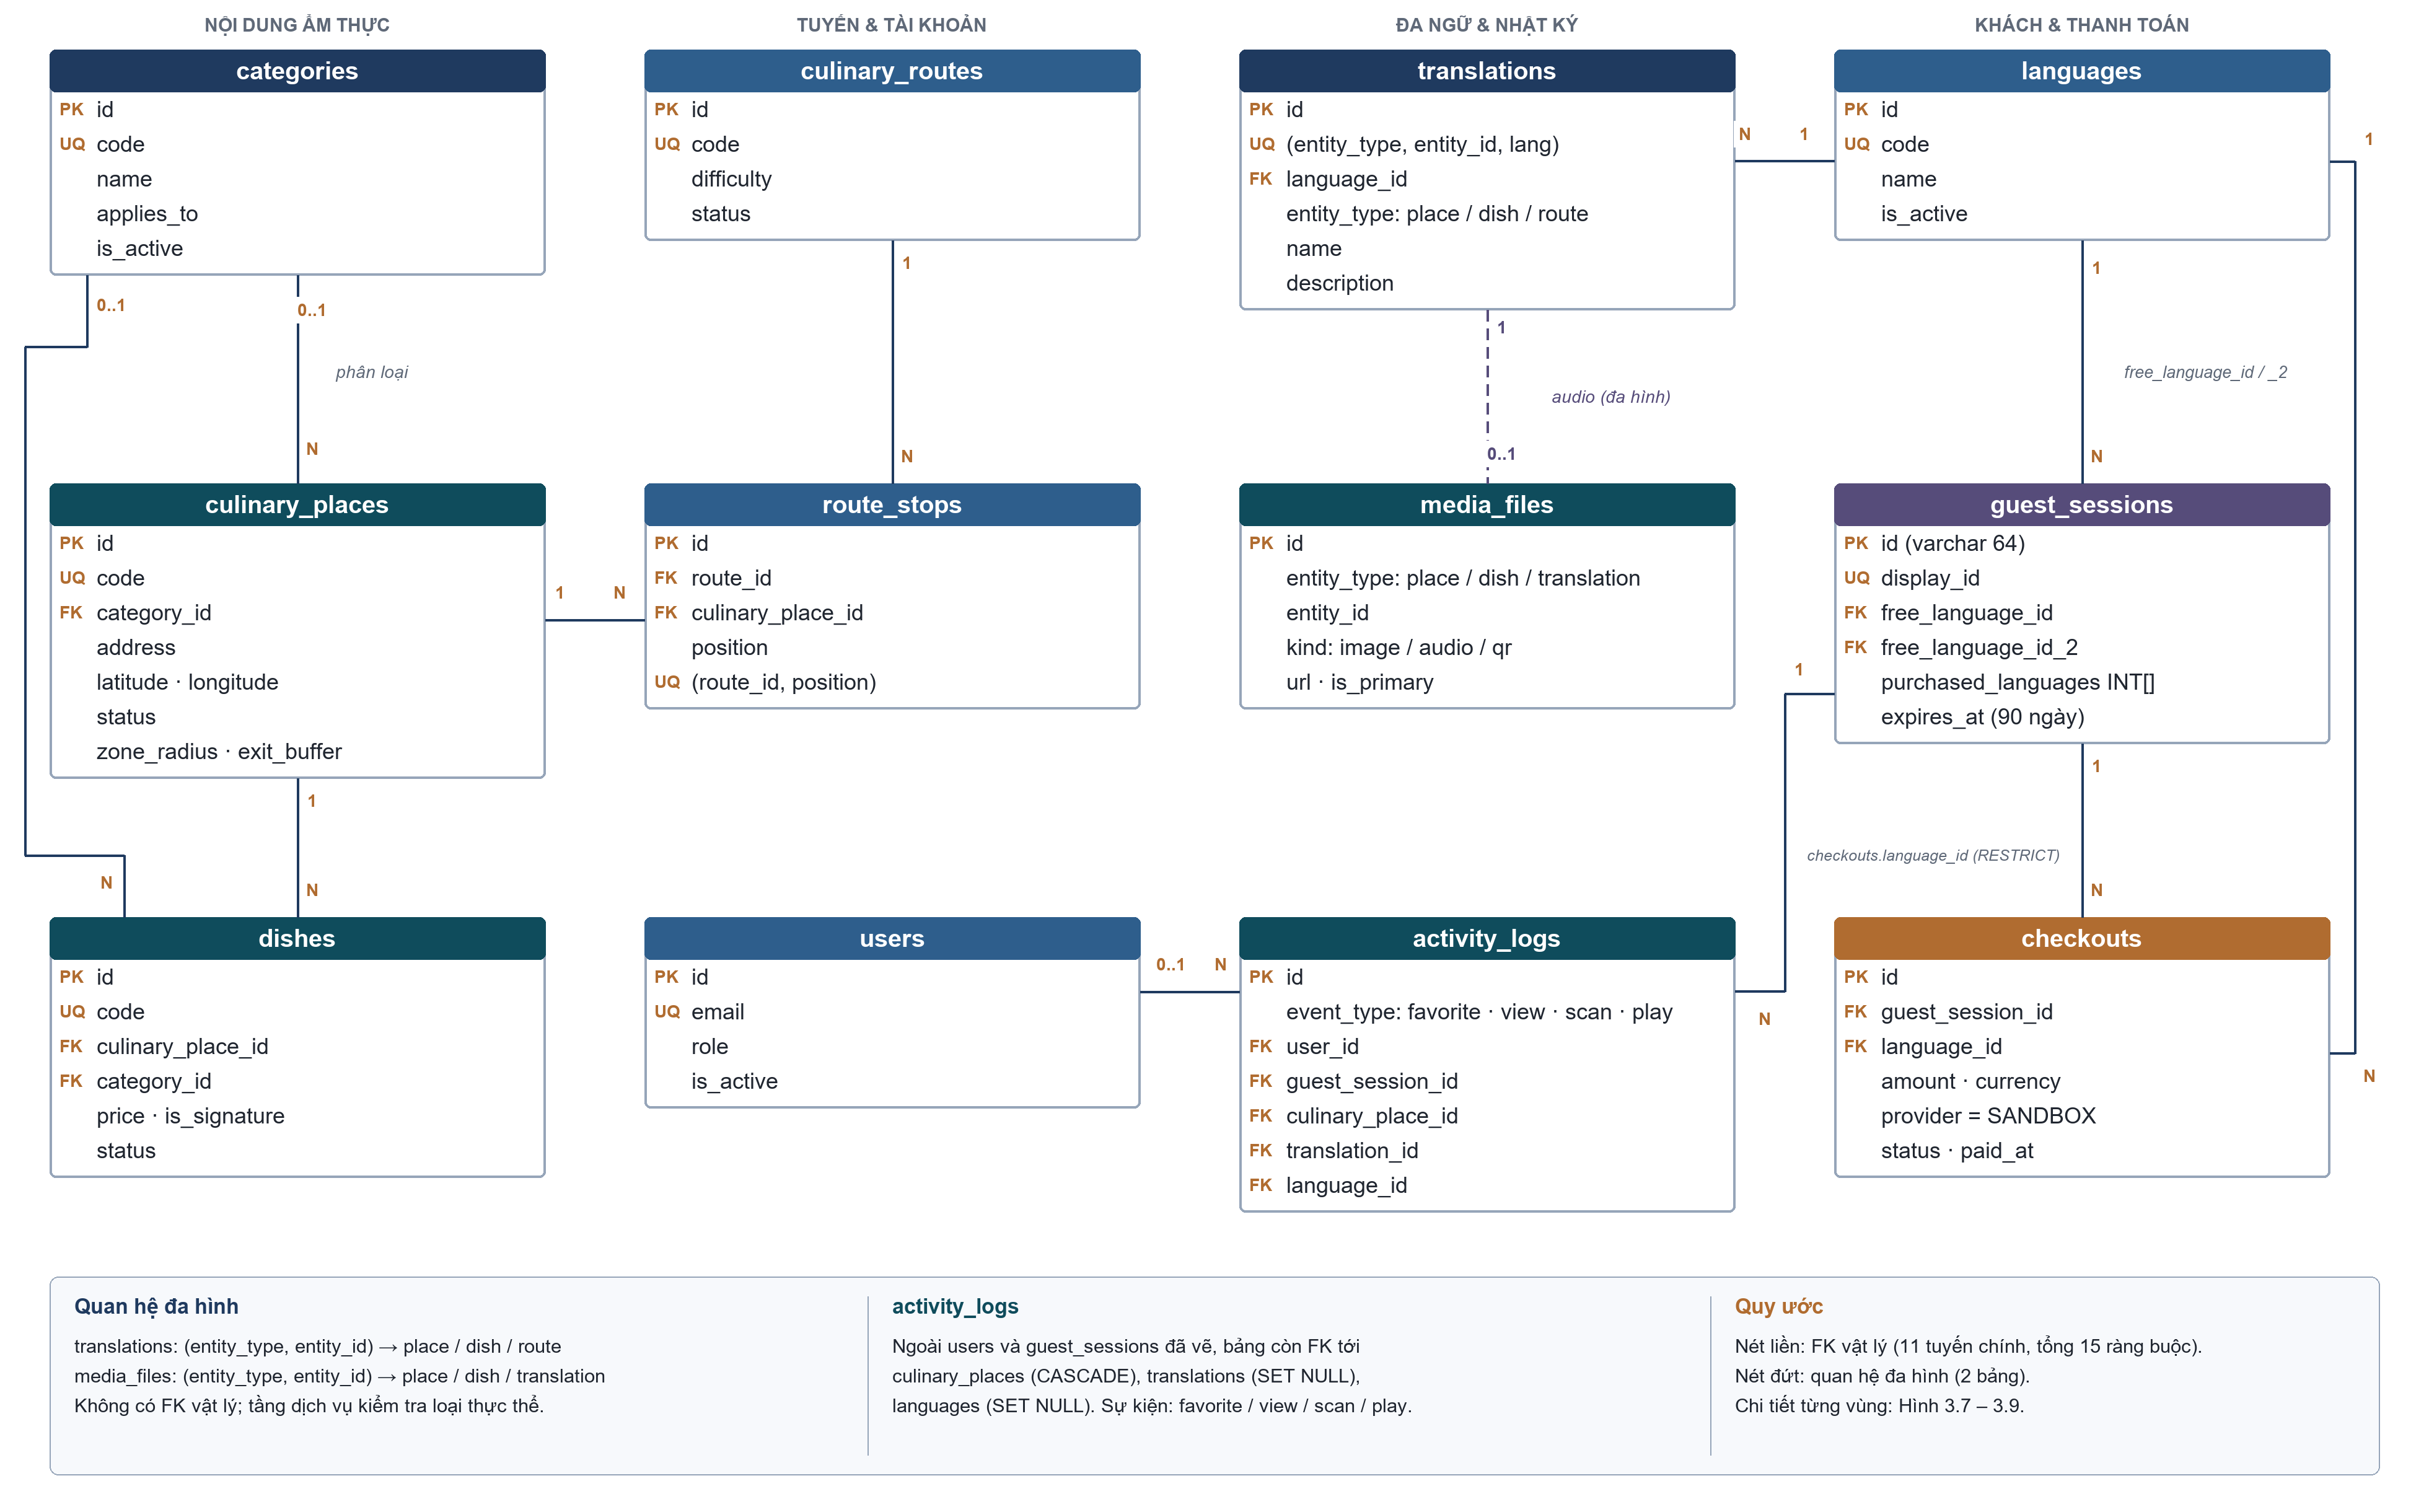 NỘI DUNG ẨM THỰC
TUYẾN & TÀI KHOẢN
ĐA NGỮ & NHẬT KÝ
KHÁCH & THANH TOÁN
categories
PK id
UQ code
name
applies_to
is_active
culinary_routes
PK id
UQ code
difficulty
status
translations
PK id
UQ (entity_type, entity_id, lang)
FK language_id
entity_type: place / dish / route
name
description
N 1
languages
PK id
UQ code
name
is_active
1
0..1
0..1
phân loại
N
1
N
1
audio (đa hình)
0..1
1
free_language_id / _2
N
culinary_places
PK id
UQ code
FK category_id
address
latitude · longitude
status
zone_radius · exit_buffer
1 N
route_stops
PK id
FK route_id
FK culinary_place_id
position
UQ (route_id, position)
media_files
PK id
entity_type: place / dish / translation
entity_id
kind: image / audio / qr
url · is_primary
guest_sessions
PK id (varchar 64)
UQ display_id
FK free_language_id
FK free_language_id_2
purchased_languages INT[]
expires_at (90 ngày)
1
1
N
N
1
checkouts.language_id (RESTRICT)
N
dishes
PK id
UQ code
FK culinary_place_id
FK category_id
price · is_signature
status
users
PK id
UQ email
role
is_active
0..1 N
activity_logs
PK id
event_type: favorite · view · scan · play
FK user_id
FK guest_session_id
FK culinary_place_id
FK translation_id
FK language_id
N
checkouts
PK id
FK guest_session_id
FK language_id
amount · currency
provider = SANDBOX
status · paid_at
N
Quan hệ đa hình
translations: (entity_type, entity_id) → place / dish / route
media_files: (entity_type, entity_id) → place / dish / translation
Không có FK vật lý; tầng dịch vụ kiểm tra loại thực thể.
activity_logs
Ngoài users và guest_sessions đã vẽ, bảng còn FK tới
culinary_places (CASCADE), translations (SET NULL),
languages (SET NULL). Sự kiện: favorite / view / scan / play.
Quy ước
Nét liền: FK vật lý (11 tuyến chính, tổng 15 ràng buộc).
Nét đứt: quan hệ đa hình (2 bảng).
Chi tiết từng vùng: Hình 3.7 – 3.9.